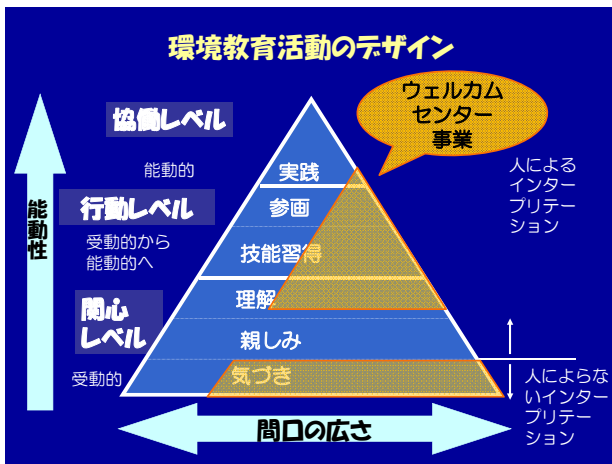 環境教育活動のデザイン
ウェルカム
センター
事業
協働レベル
能動的
実践
人による
インター
プリテー
ション
行動レベル
参画
能動性
受動的から
能動的へ
技能習得
理解
関心
レベル
親しみ
受動的
気づき
人によらな
いインター
プリテー
ション
間口の広さ